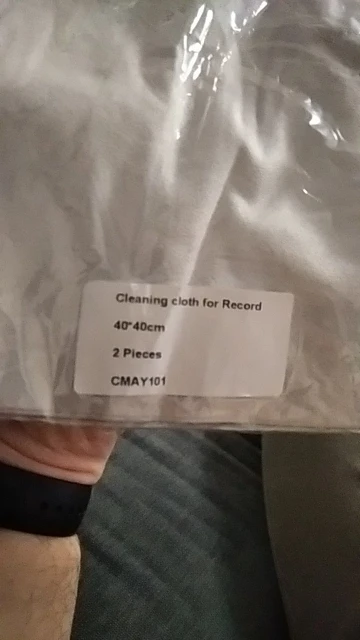 Cleaning cloth for Record
40*40cm
2 Pieces
CMAY101